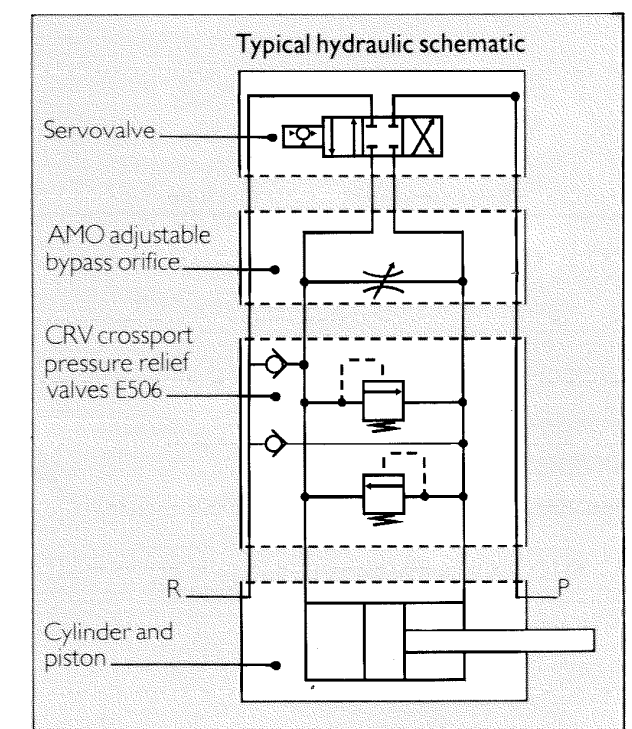 Typical hydraulic schematic
Servovalve
AMO adjustable
bypass orifice
CRV crossport
pressure relief
valves E506
R
P
Cylinder and
piston